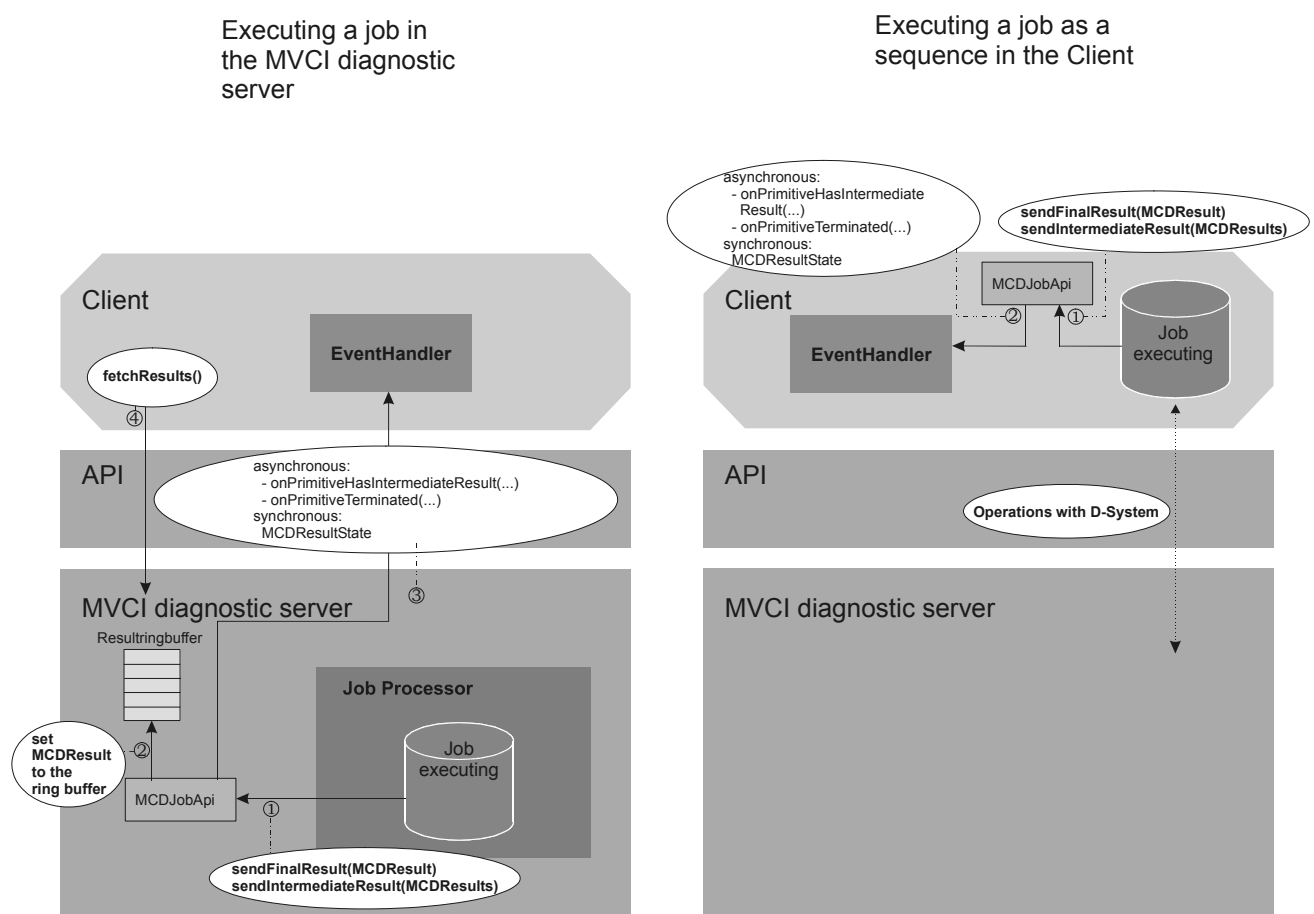 Executing a job in
the MVCI diagnostic
server
Client
EventHandler
fetchResults()
④
API
asynchronous:
- onPrimitiveHasIntermediateResult(...)
- onPrimitiveTerminated(...)
synchronous:
MCDResultState
③
MVCI diagnostic server
Resultringbuffer
Job Processor
set
MCDResult
to the
ring buffer
②
Job
executing
MCDJobApi
①
sendFinalResult(MCDResult)
sendIntermediateResult(MCDResults)
Executing a job as a
sequence in the Client
asynchronous:
- onPrimitiveHasIntermediate
Result(...)
- onPrimitiveTerminated(...)
synchronous:
MCDResultState
sendFinalResult(MCDResult)
sendIntermediateResult(MCDResults)
Client
MCDJobApi
②
①
EventHandler
Job
executing
API
Operations with D-System
MVCI diagnostic server